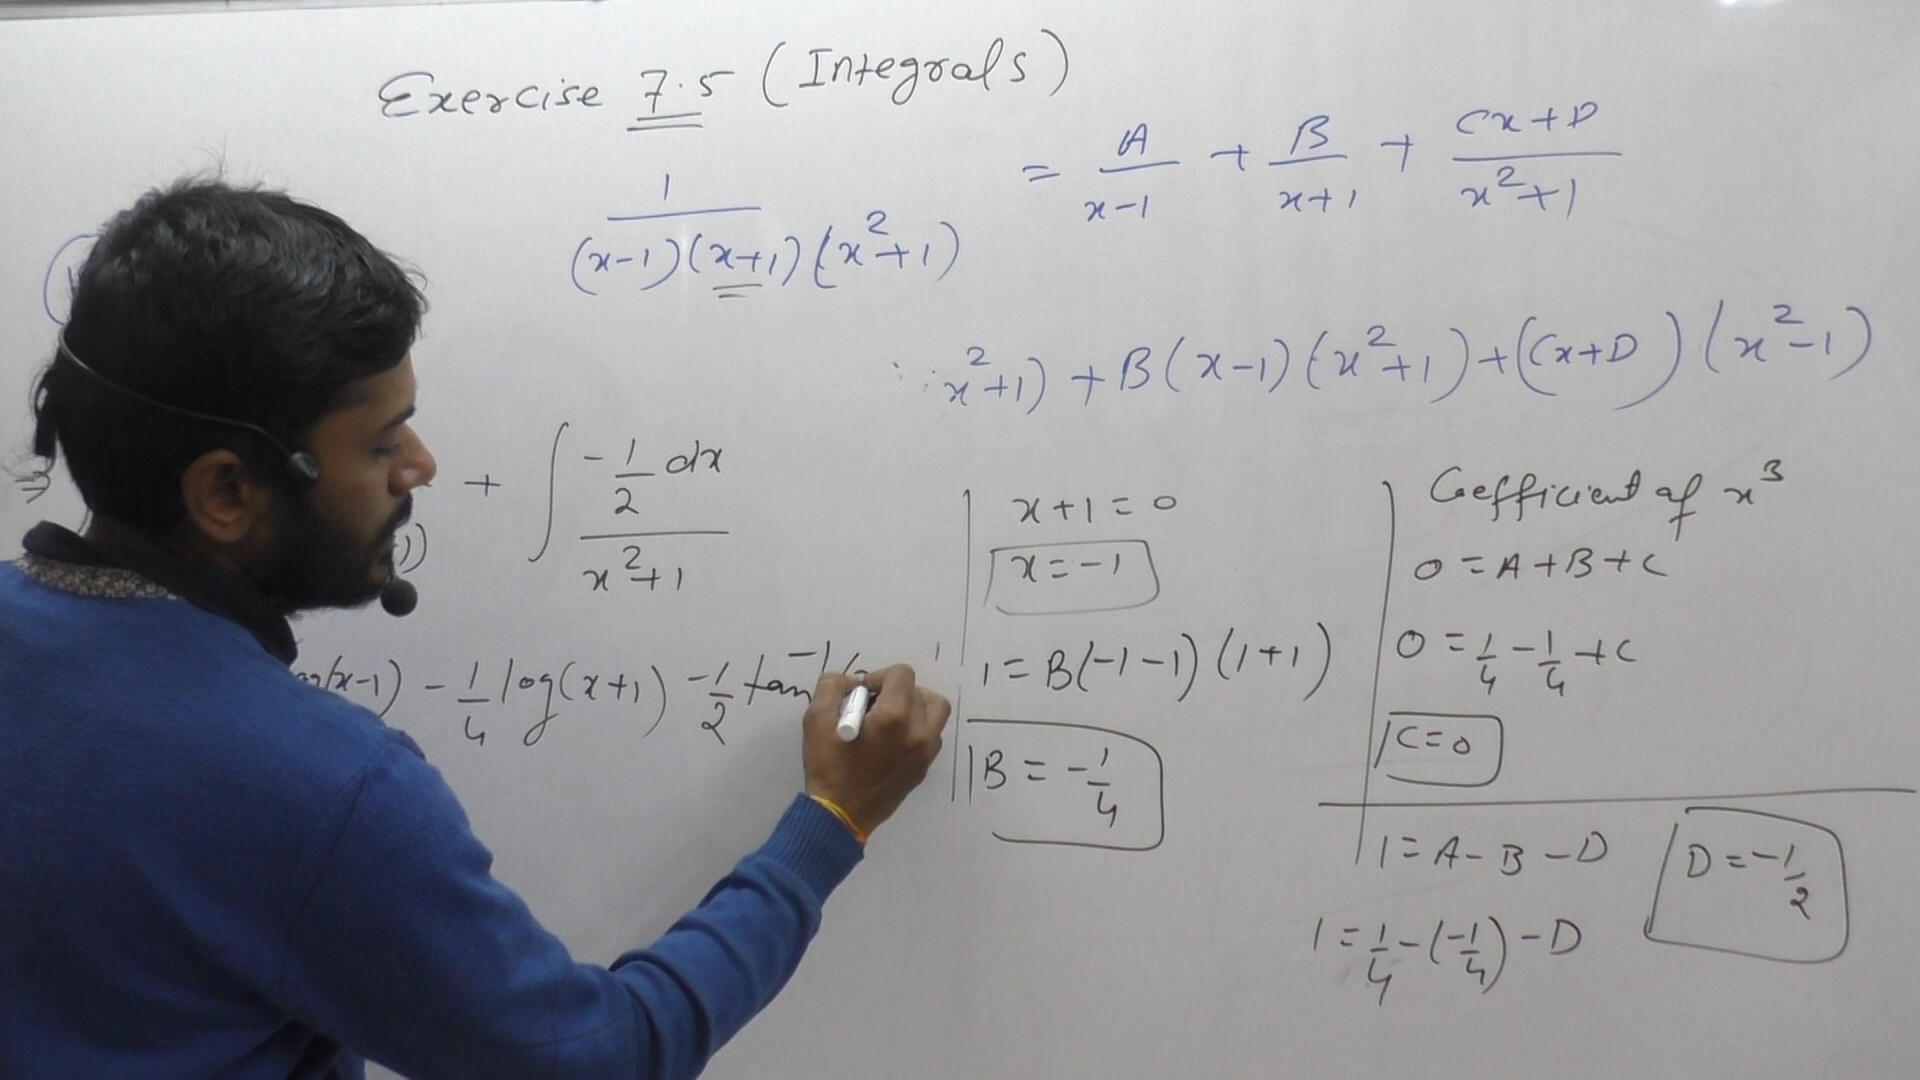 Exercise 7.5 (Integrals)
1/((x-1)(x+1)(x²+1)) = A/(x-1) + B/(x+1) + (Cx+D)/(x²+1)
x²+1) + B(x-1)(x²+1) + (Cx+D)(x²-1)
⇒ + ∫ (-1/2 dx)/(x²+1)
1)
(x-1) - 1/4 log(x+1) - 1/2 tan⁻¹(
x+1=0
x=-1
1=B(-1-1)(1+1)
B = -1/4
Coefficient of x³
0=A+B+C
0=1/4-1/4+C
C=0
1=A-B-D
1=1/4-(-1/4)-D
D=-1/2